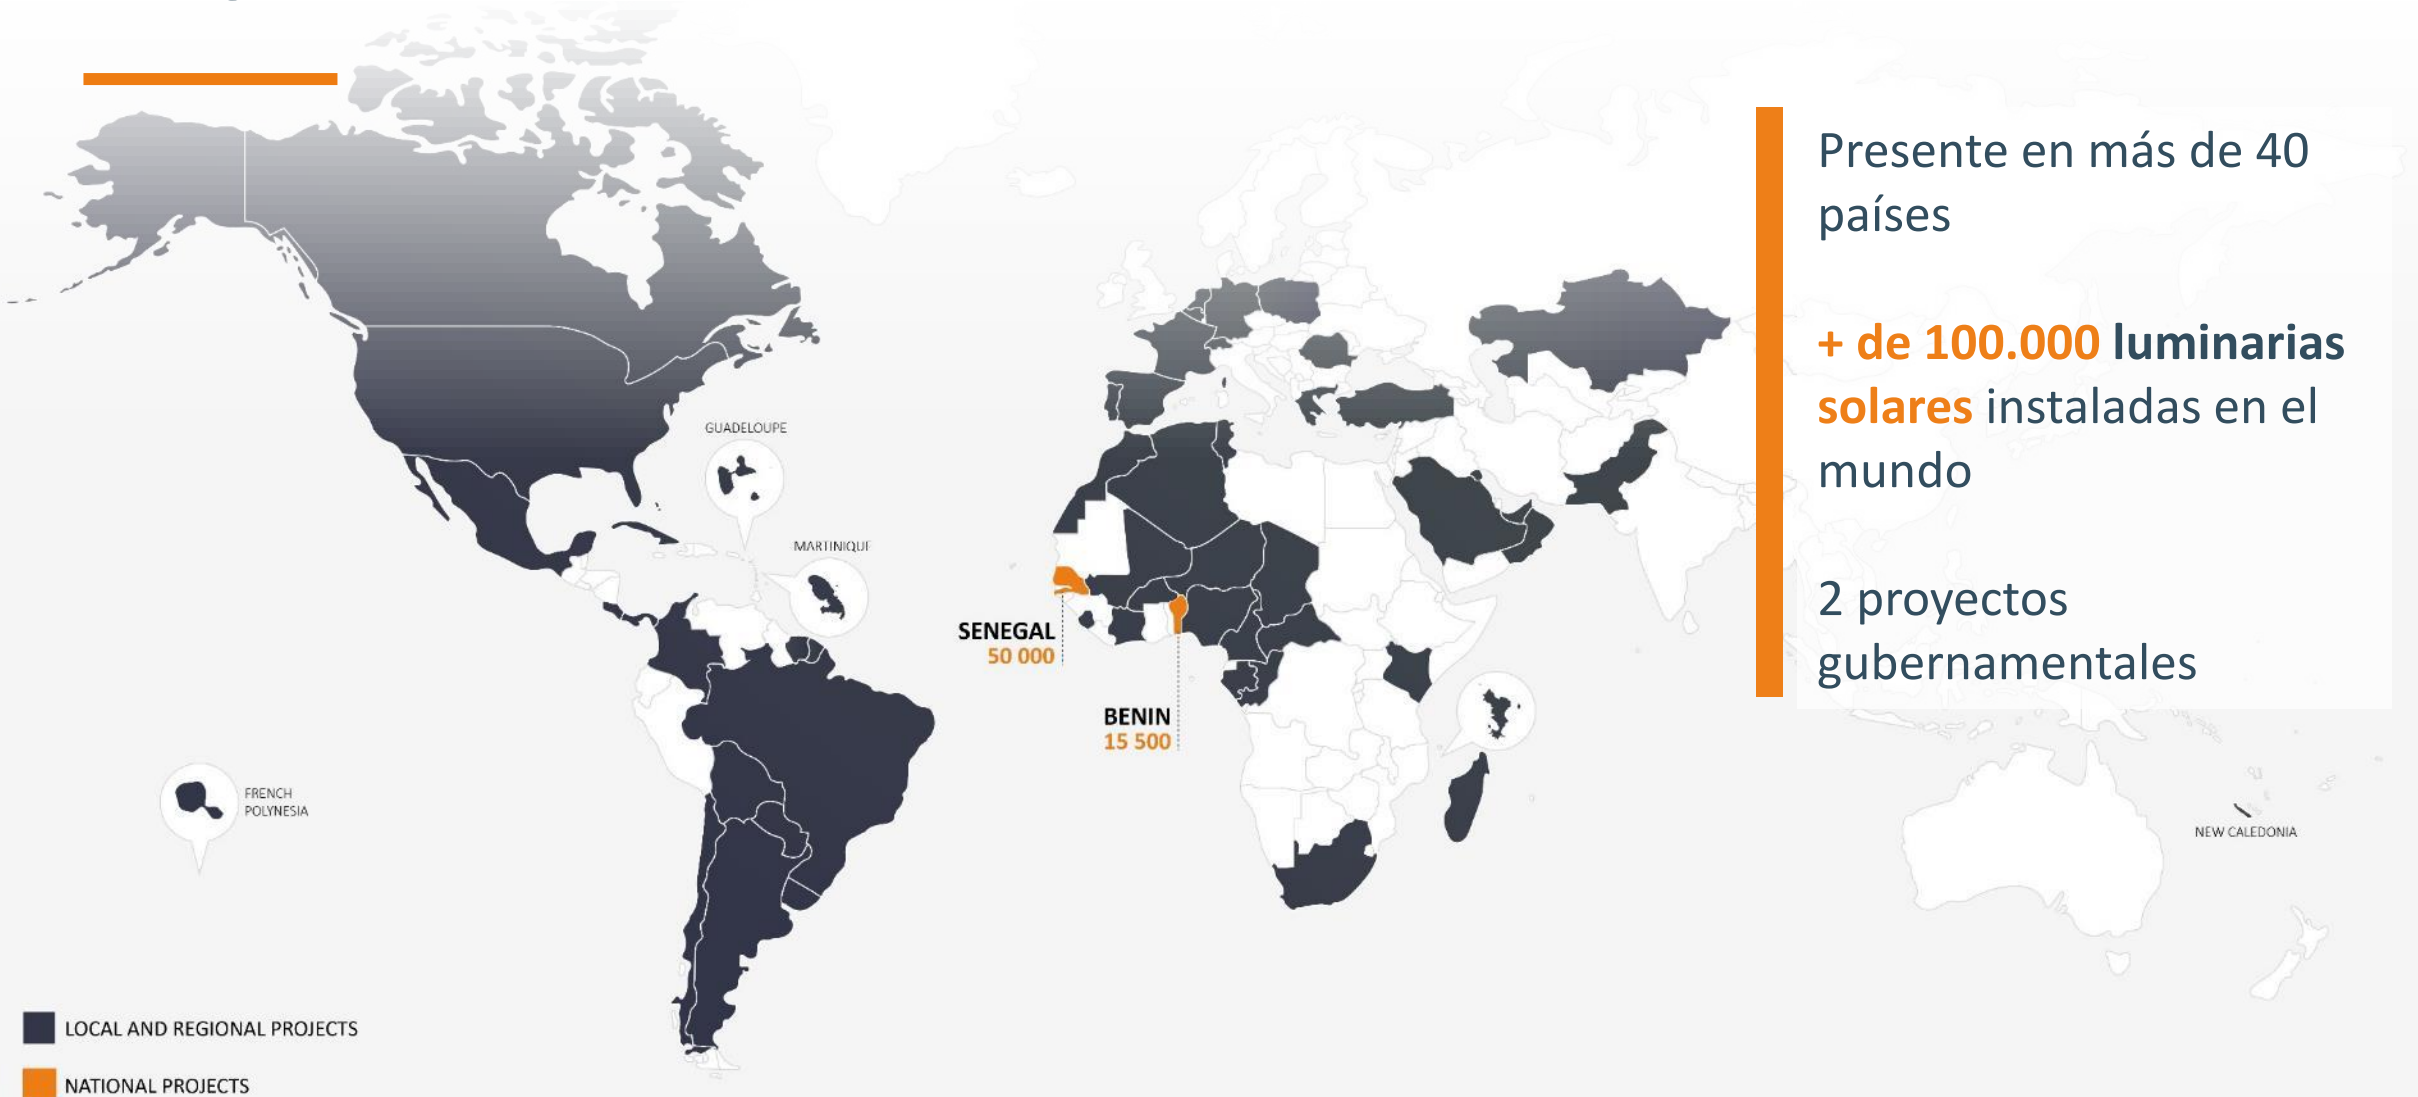 Presente en más de 40
países
+ de 100.000 luminarias
solares instaladas en el
mundo
2 proyectos
gubernamentales
GUADELOUPE
MARTINIQUE
SENEGAL
50 000
BENIN
15 500
FRENCH
POLYNESIA
NEW CALEDONIA
LOCAL AND REGIONAL PROJECTS
NATIONAL PROJECTS